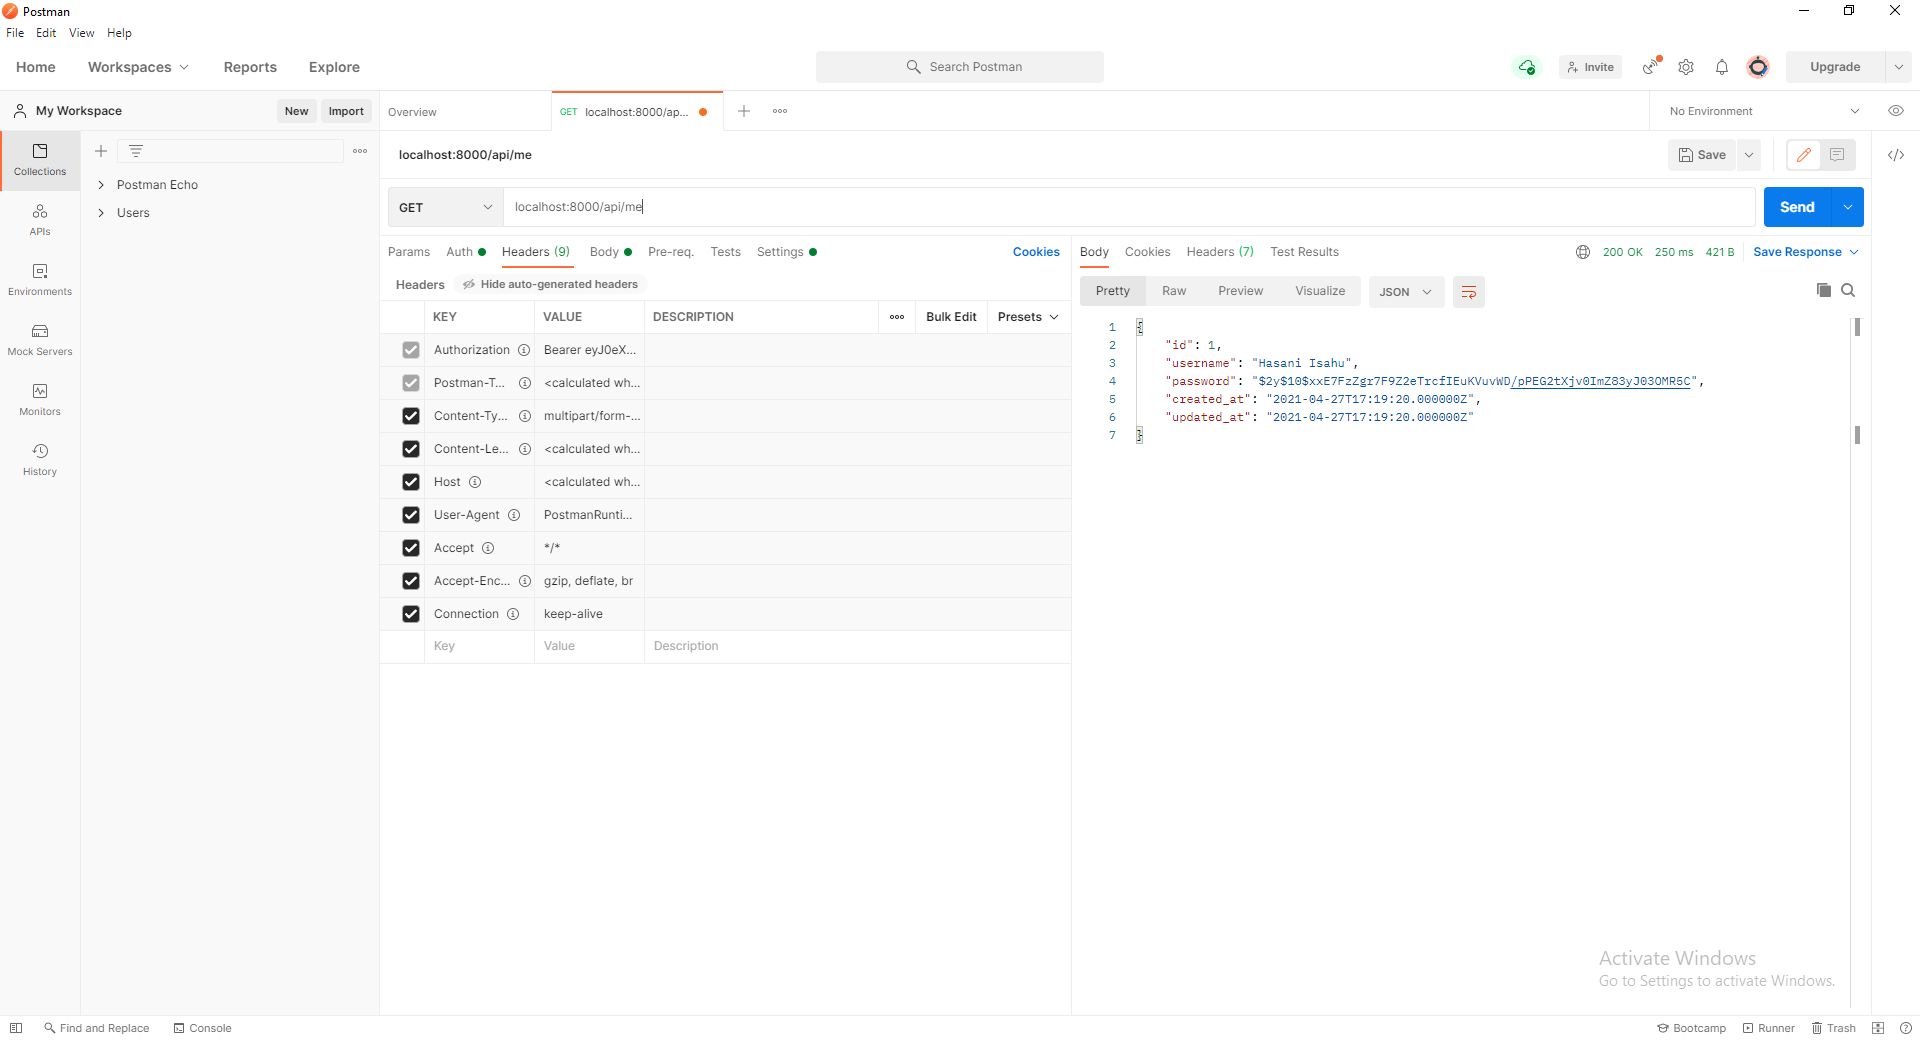 Postman
File Edit View Help
Home Workspaces Reports Explore Search Postman Invite Upgrade
My Workspace New Import Overview GET localhost:8000/ap... No Environment
Collections
APIs
Environments
Mock Servers
Monitors
History
Postman Echo
Users
localhost:8000/api/me Save
GET localhost:8000/api/me Send
Params Auth Headers (9) Body Pre-req. Tests Settings Cookies
Headers Hide auto-generated headers
KEY VALUE DESCRIPTION Bulk Edit Presets
Authorization Bearer eyJ0eX...
Postman-T... <calculated wh...
Content-Ty... multipart/form-...
Content-Le... <calculated wh...
Host <calculated wh...
User-Agent PostmanRunti...
Accept */*
Accept-Enc... gzip, deflate, br
Connection keep-alive
Key Value Description
Body Cookies Headers (7) Test Results 200 OK 250 ms 421 B Save Response
Pretty Raw Preview Visualize JSON
1 {
2 "id": 1,
3 "username": "Hasani Isahu",
4 "password": "$2y$10$xxE7FzZgr7F9Z2eTrcfIEuKVuvWD/pPEG2tXjv0ImZ83yJ03OMR5C",
5 "created_at": "2021-04-27T17:19:20.000000Z",
6 "updated_at": "2021-04-27T17:19:20.000000Z"
7 }
Activate Windows
Go to Settings to activate Windows.
Find and Replace Console Bootcamp Runner Trash